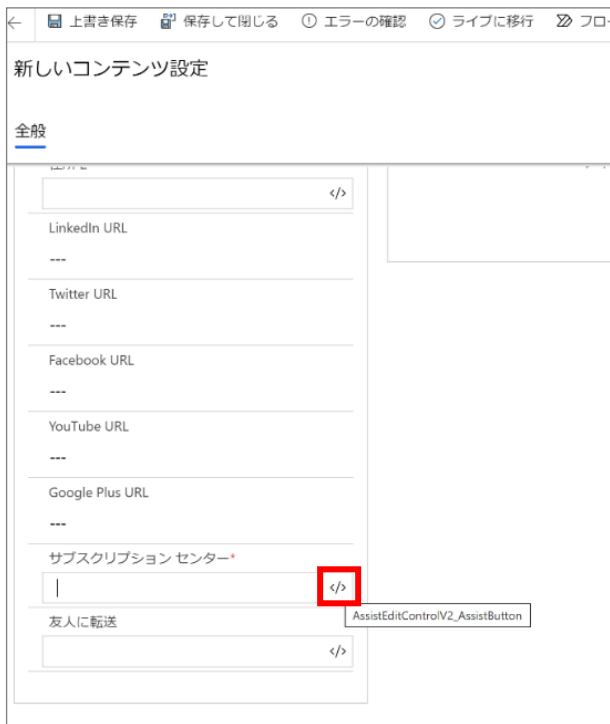 ← 上書き保存 保存して閉じる エラーの確認 ライブに移行 フロー
新しいコンテンツ設定
全般
</>
LinkedIn URL
---
Twitter URL
---
Facebook URL
---
YouTube URL
---
Google Plus URL
---
サブスクリプション センター*
</>
AssistEditControlV2_AssistButton
友人に転送
</>